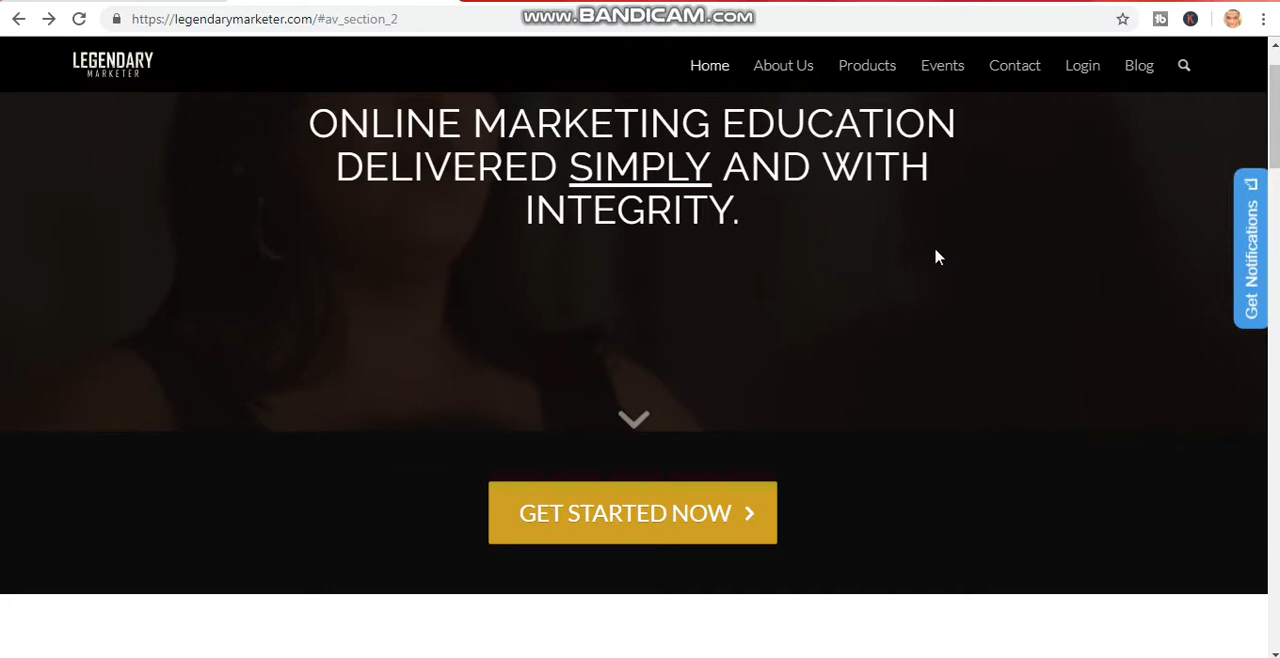 www.BANDICAM.com
https://legendarymarketer.com/#av_section_2
LEGENDARY
MARKETER
Home About Us Products Events Contact Login Blog
ONLINE MARKETING EDUCATION
DELIVERED SIMPLY AND WITH
INTEGRITY.
Get Notifications
GET STARTED NOW